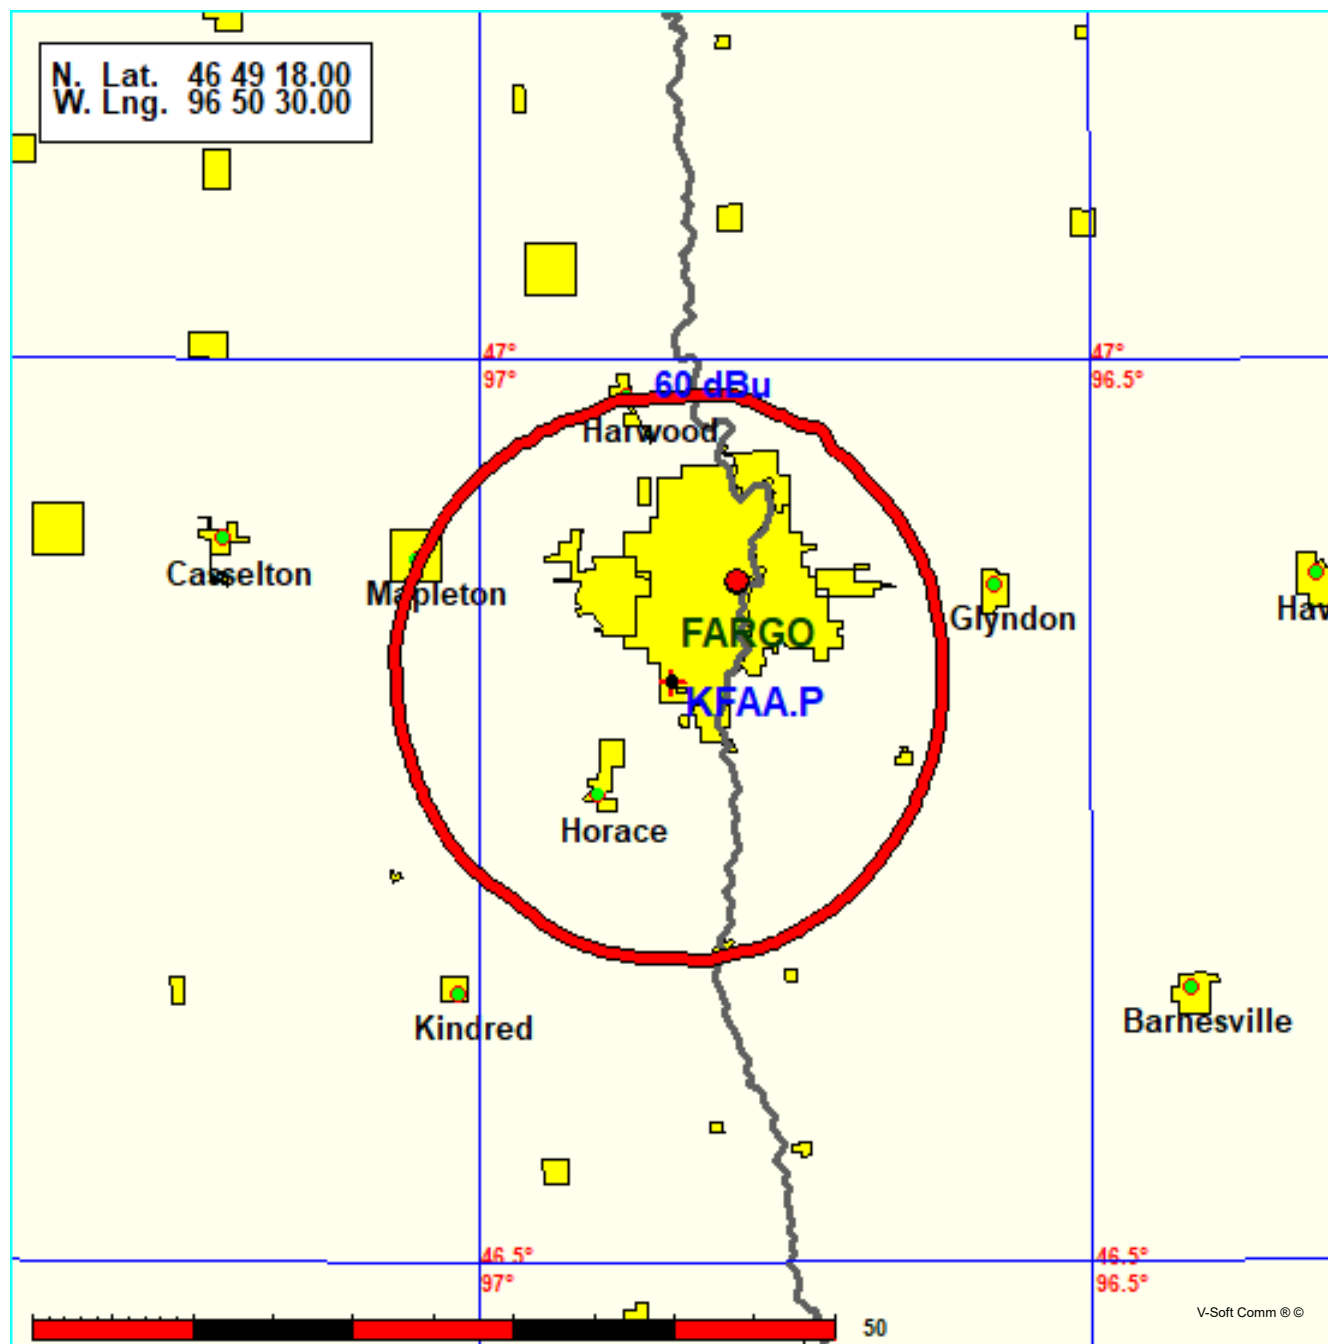 N. Lat. 46 49 18.00
W. Lng. 96 50 30.00
47°
97°
47°
96.5°
60 dBu
Harwood
Casselton
Mapleton
Glyndon
Hav
FARGO
KFAA.P
Horace
Kindred
Barnesville
46.5°
97°
46.5°
96.5°
V-Soft Comm ® ©
50